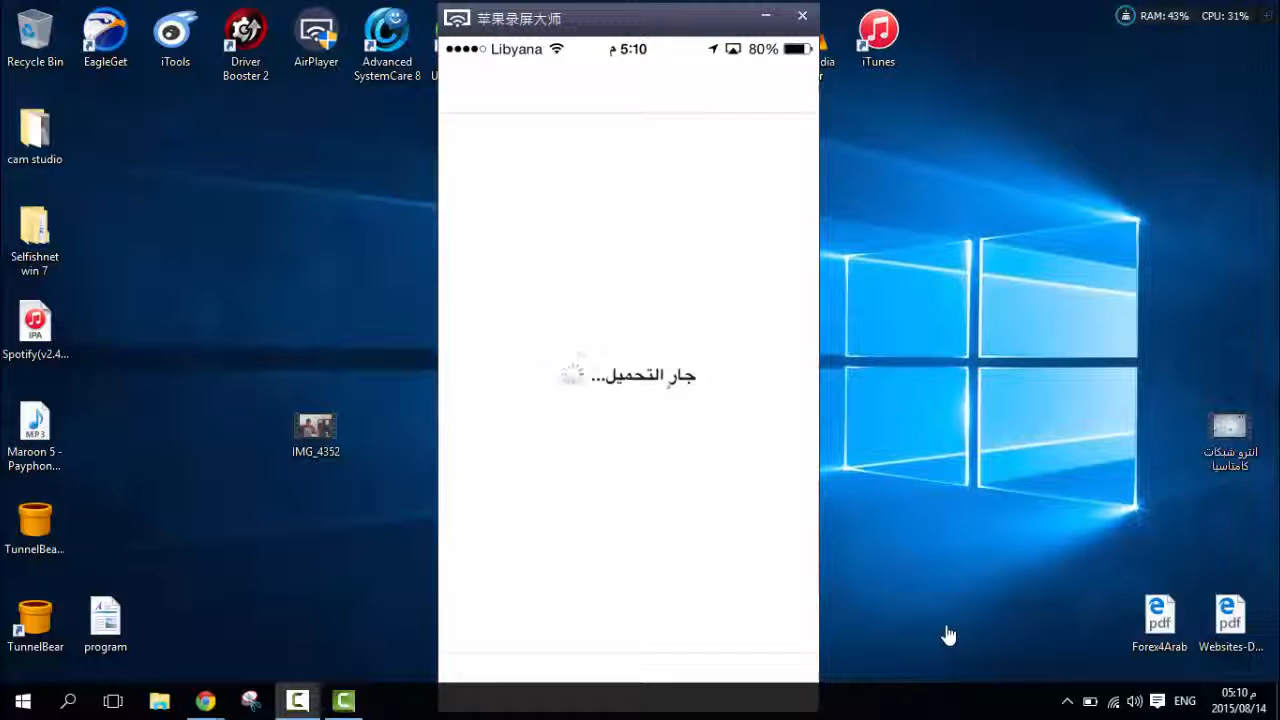 苹果录屏大师
RAM: 43% CPU: 31%
Libyana
م 5:10
80%
Recycle Bin
EagleGet
iTools
Driver
Booster 2
AirPlayer
Advanced
SystemCare 8
iTunes
cam studio
Selfishnet
win 7
IPA
Spotify(v2.4...
جارٍ التحميل...
MP3
Maroon 5 -
Payphon...
IMG_4352
انترو شبكات
كامتاسيا
TunnelBea...
TunnelBear
program
pdf
Forex4Arab
pdf
Websites-D...
ENG
م 05:10
2015/08/14